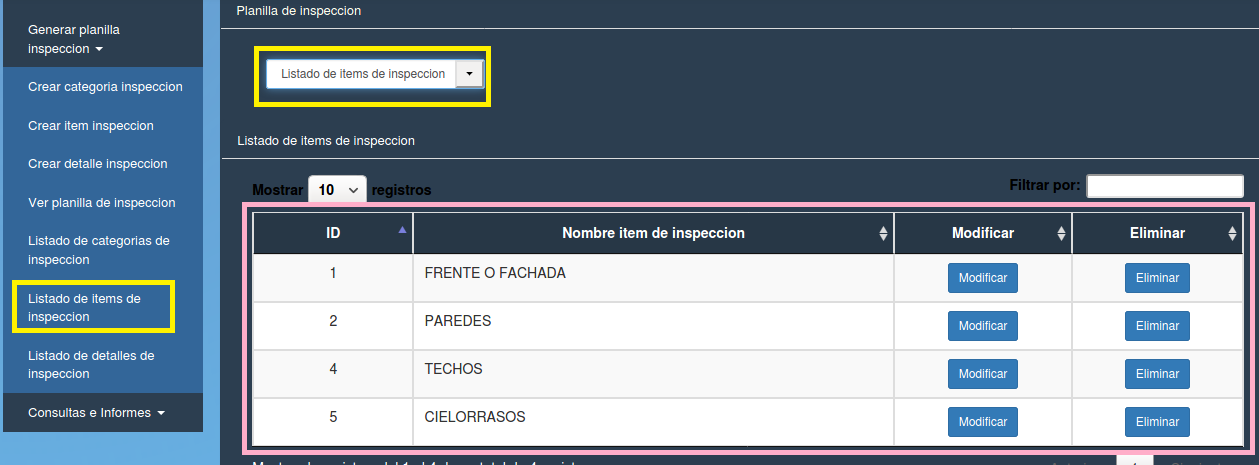 Generar planilla
inspeccion
Crear categoria inspeccion
Crear item inspeccion
Crear detalle inspeccion
Ver planilla de inspeccion
Listado de categorias de
inspeccion
Listado de items de
inspeccion
Listado de detalles de
inspeccion
Consultas e Informes
Planilla de inspeccion
Listado de items de inspeccion
Listado de items de inspeccion
Mostrar 10 registros
Filtrar por:
ID Nombre item de inspeccion Modificar Eliminar
1 FRENTE O FACHADA Modificar Eliminar
2 PAREDES Modificar Eliminar
4 TECHOS Modificar Eliminar
5 CIELORRASOS Modificar Eliminar